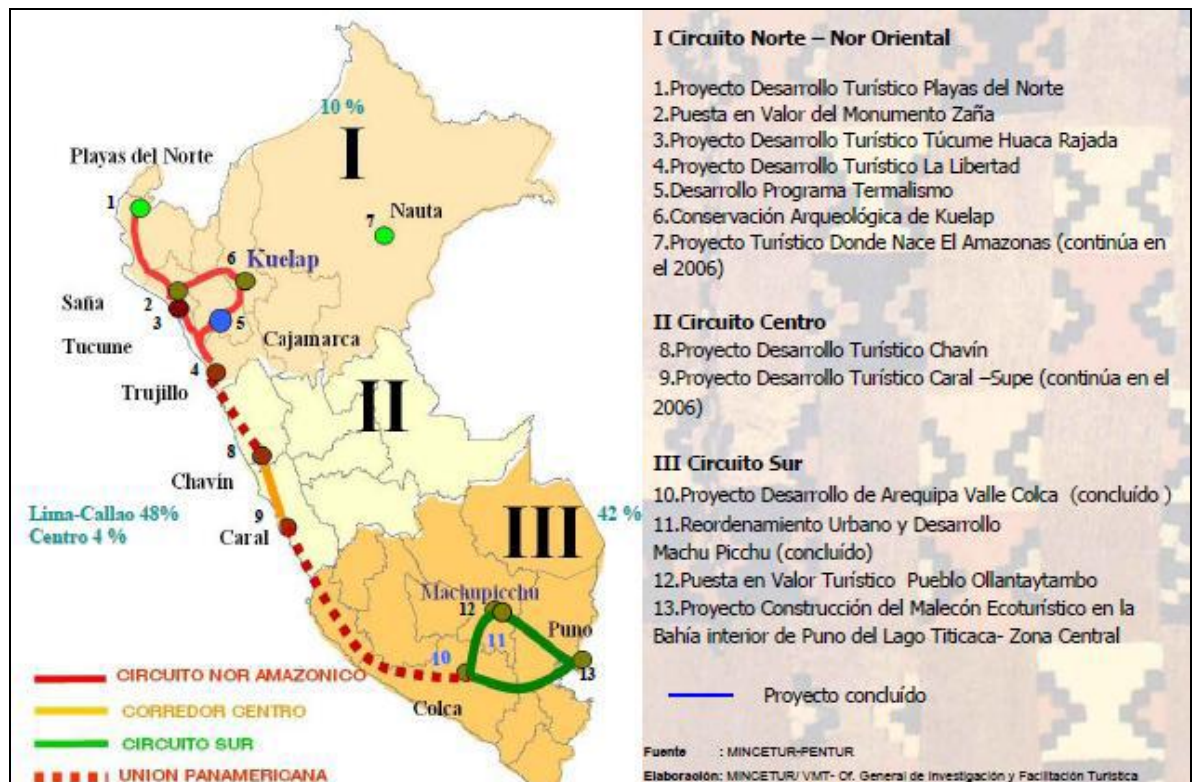 10 %
I
Playas del Norte
1
7
Nauta
6
Kuelap
Saña
2
3
5
Tucume
Cajamarca
4
Trujillo
II
8
Chavín
Lima-Callao 48%
Centro 4 %
9
Caral
III
42 %
Machupicchu
12
11
Puno
10
13
Colca
CIRCUITO NOR AMAZONICO
CORREDOR CENTRO
CIRCUITO SUR
UNION PANAMERICANA
I Circuito Norte – Nor Oriental
1.Proyecto Desarrollo Turístico Playas del Norte
2.Puesta en Valor del Monumento Zaña
3.Proyecto Desarrollo Turístico Túcume Huaca Rajada
4.Proyecto Desarrollo Turístico La Libertad
5.Desarrollo Programa Termalismo
6.Conservación Arqueológica de Kuelap
7.Proyecto Turístico Donde Nace El Amazonas (continúa en
el 2006)
II Circuito Centro
8.Proyecto Desarrollo Turístico Chavín
9.Proyecto Desarrollo Turístico Caral –Supe (continúa en el
2006)
III Circuito Sur
10.Proyecto Desarrollo de Arequipa Valle Colca (concluído )
11.Reordenamiento Urbano y Desarrollo
Machu Picchu (concluído)
12.Puesta en Valor Turístico Pueblo Ollantaytambo
13.Proyecto Construcción del Malecón Ecoturístico en la
Bahía interior de Puno del Lago Titicaca- Zona Central
Proyecto concluído
Fuente : MINCETUR-PENTUR
Elaboración: MINCETUR/ VMT- Of. General de Investigación y Facilitación Turística